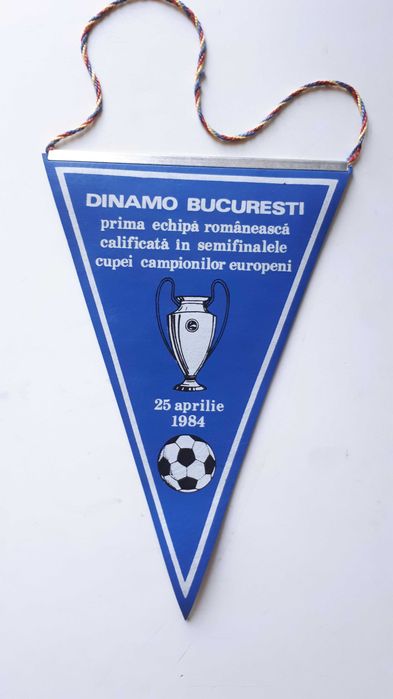 DINAMO BUCURESTI
prima echipă românească
calificată în semifinalele
cupei campionilor europeni
25 aprilie
1984